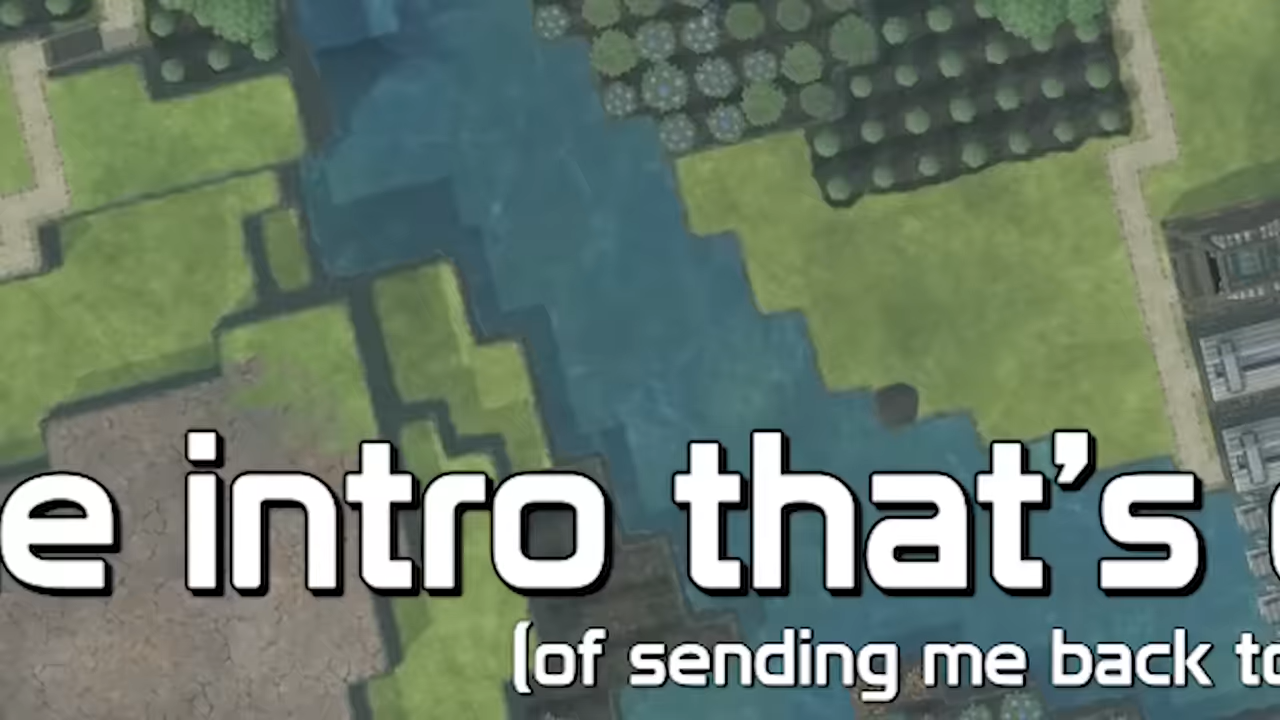 intro that's
(of sending me back to